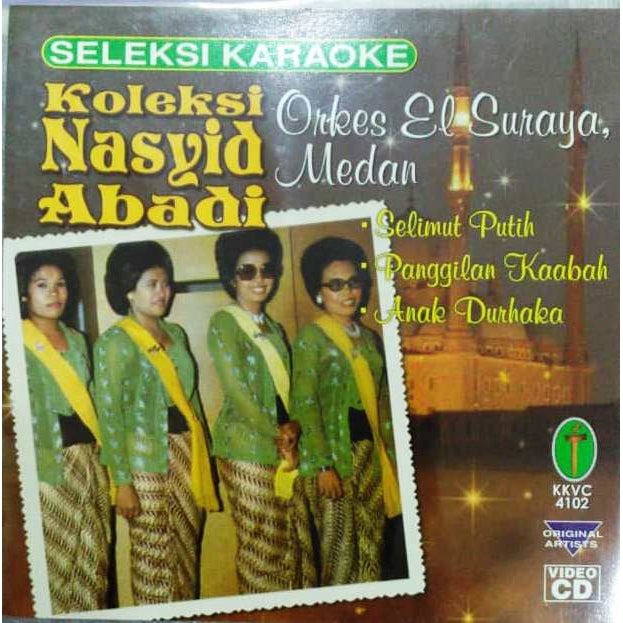 SELEKSI KARAOKE
Koleksi
Nasyid
Abadi
Orkes El Suraya,
Medan
• Selimut Putih
• Panggilan Kaabah
• Anak Durhaka
KKVC
4102
ORIGINAL
ARTISTS
VIDEO
CD